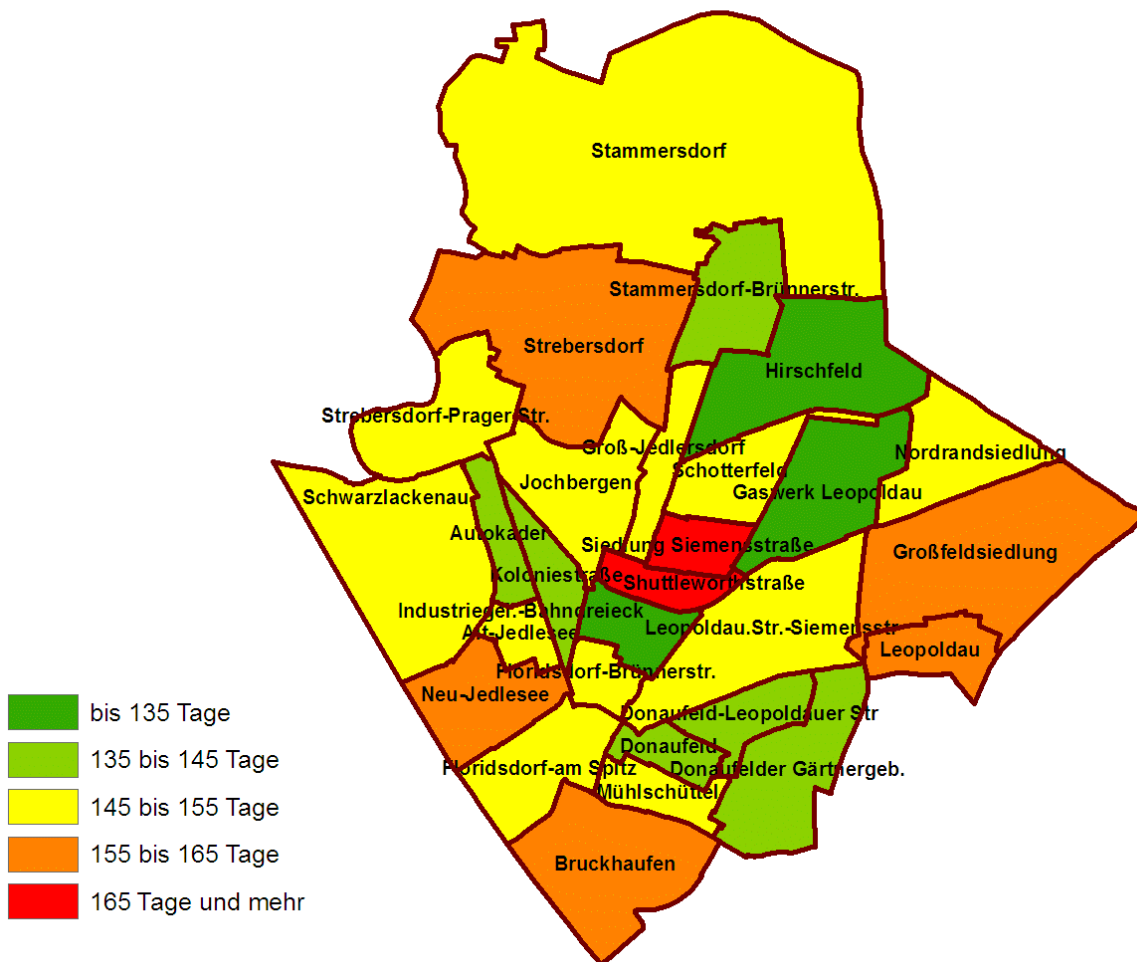 Stammersdorf
Stammersdorf-Brünnerstr.
Strebersdorf
Hirschfeld
Strebersdorf-Prager Str.
Groß-Jedlersdorf
Nordrandsiedlung
Schotterfeld
Jochbergen
Gaswerk Leopoldau
Schwarzlackenau
Autokader
Siedlung Siemensstraße
Großfeldsiedlung
Koloniestraße
Shuttleworthstraße
Industrieger.-Bahndreieck
Leopoldau.Str.-Siemensstr.
Alt-Jedlesee
Leopoldau
Floridsdorf-Brünnerstr.
Neu-Jedlesee
Donaufeld-Leopoldauer Str
Donaufeld
Floridsdorf-am Spitz
Donaufelder Gärtnergeb.
Mühlschüttel
Bruckhaufen
bis 135 Tage
135 bis 145 Tage
145 bis 155 Tage
155 bis 165 Tage
165 Tage und mehr